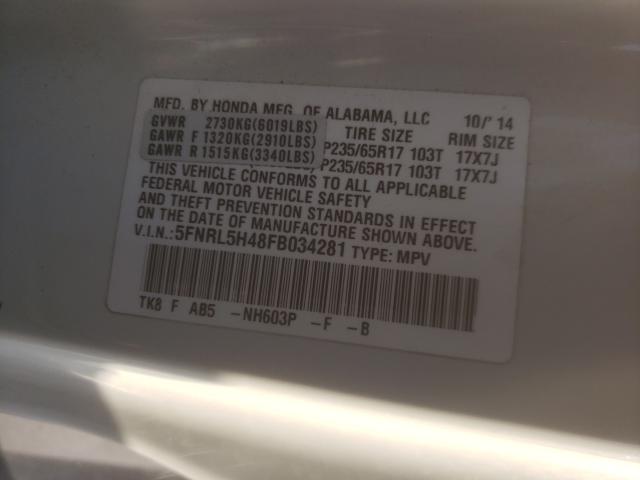 MFD. BY HONDA MFG. OF ALABAMA, LLC 10/'14
GVWR 2730KG(6019LBS) TIRE SIZE RIM SIZE
GAWR F 1320KG(2910LBS) P235/65R17 103T 17X7J
GAWR R 1515KG(3340LBS) P235/65R17 103T 17X7J
THIS VEHICLE CONFORMS TO ALL APPLICABLE
FEDERAL MOTOR VEHICLE SAFETY
AND THEFT PREVENTION STANDARDS IN EFFECT
ON THE DATE OF MANUFACTURE SHOWN ABOVE.
V.I.N.:5FNRL5H48FB034281 TYPE: MPV
TK8 F AB5 -NH603P -F -B